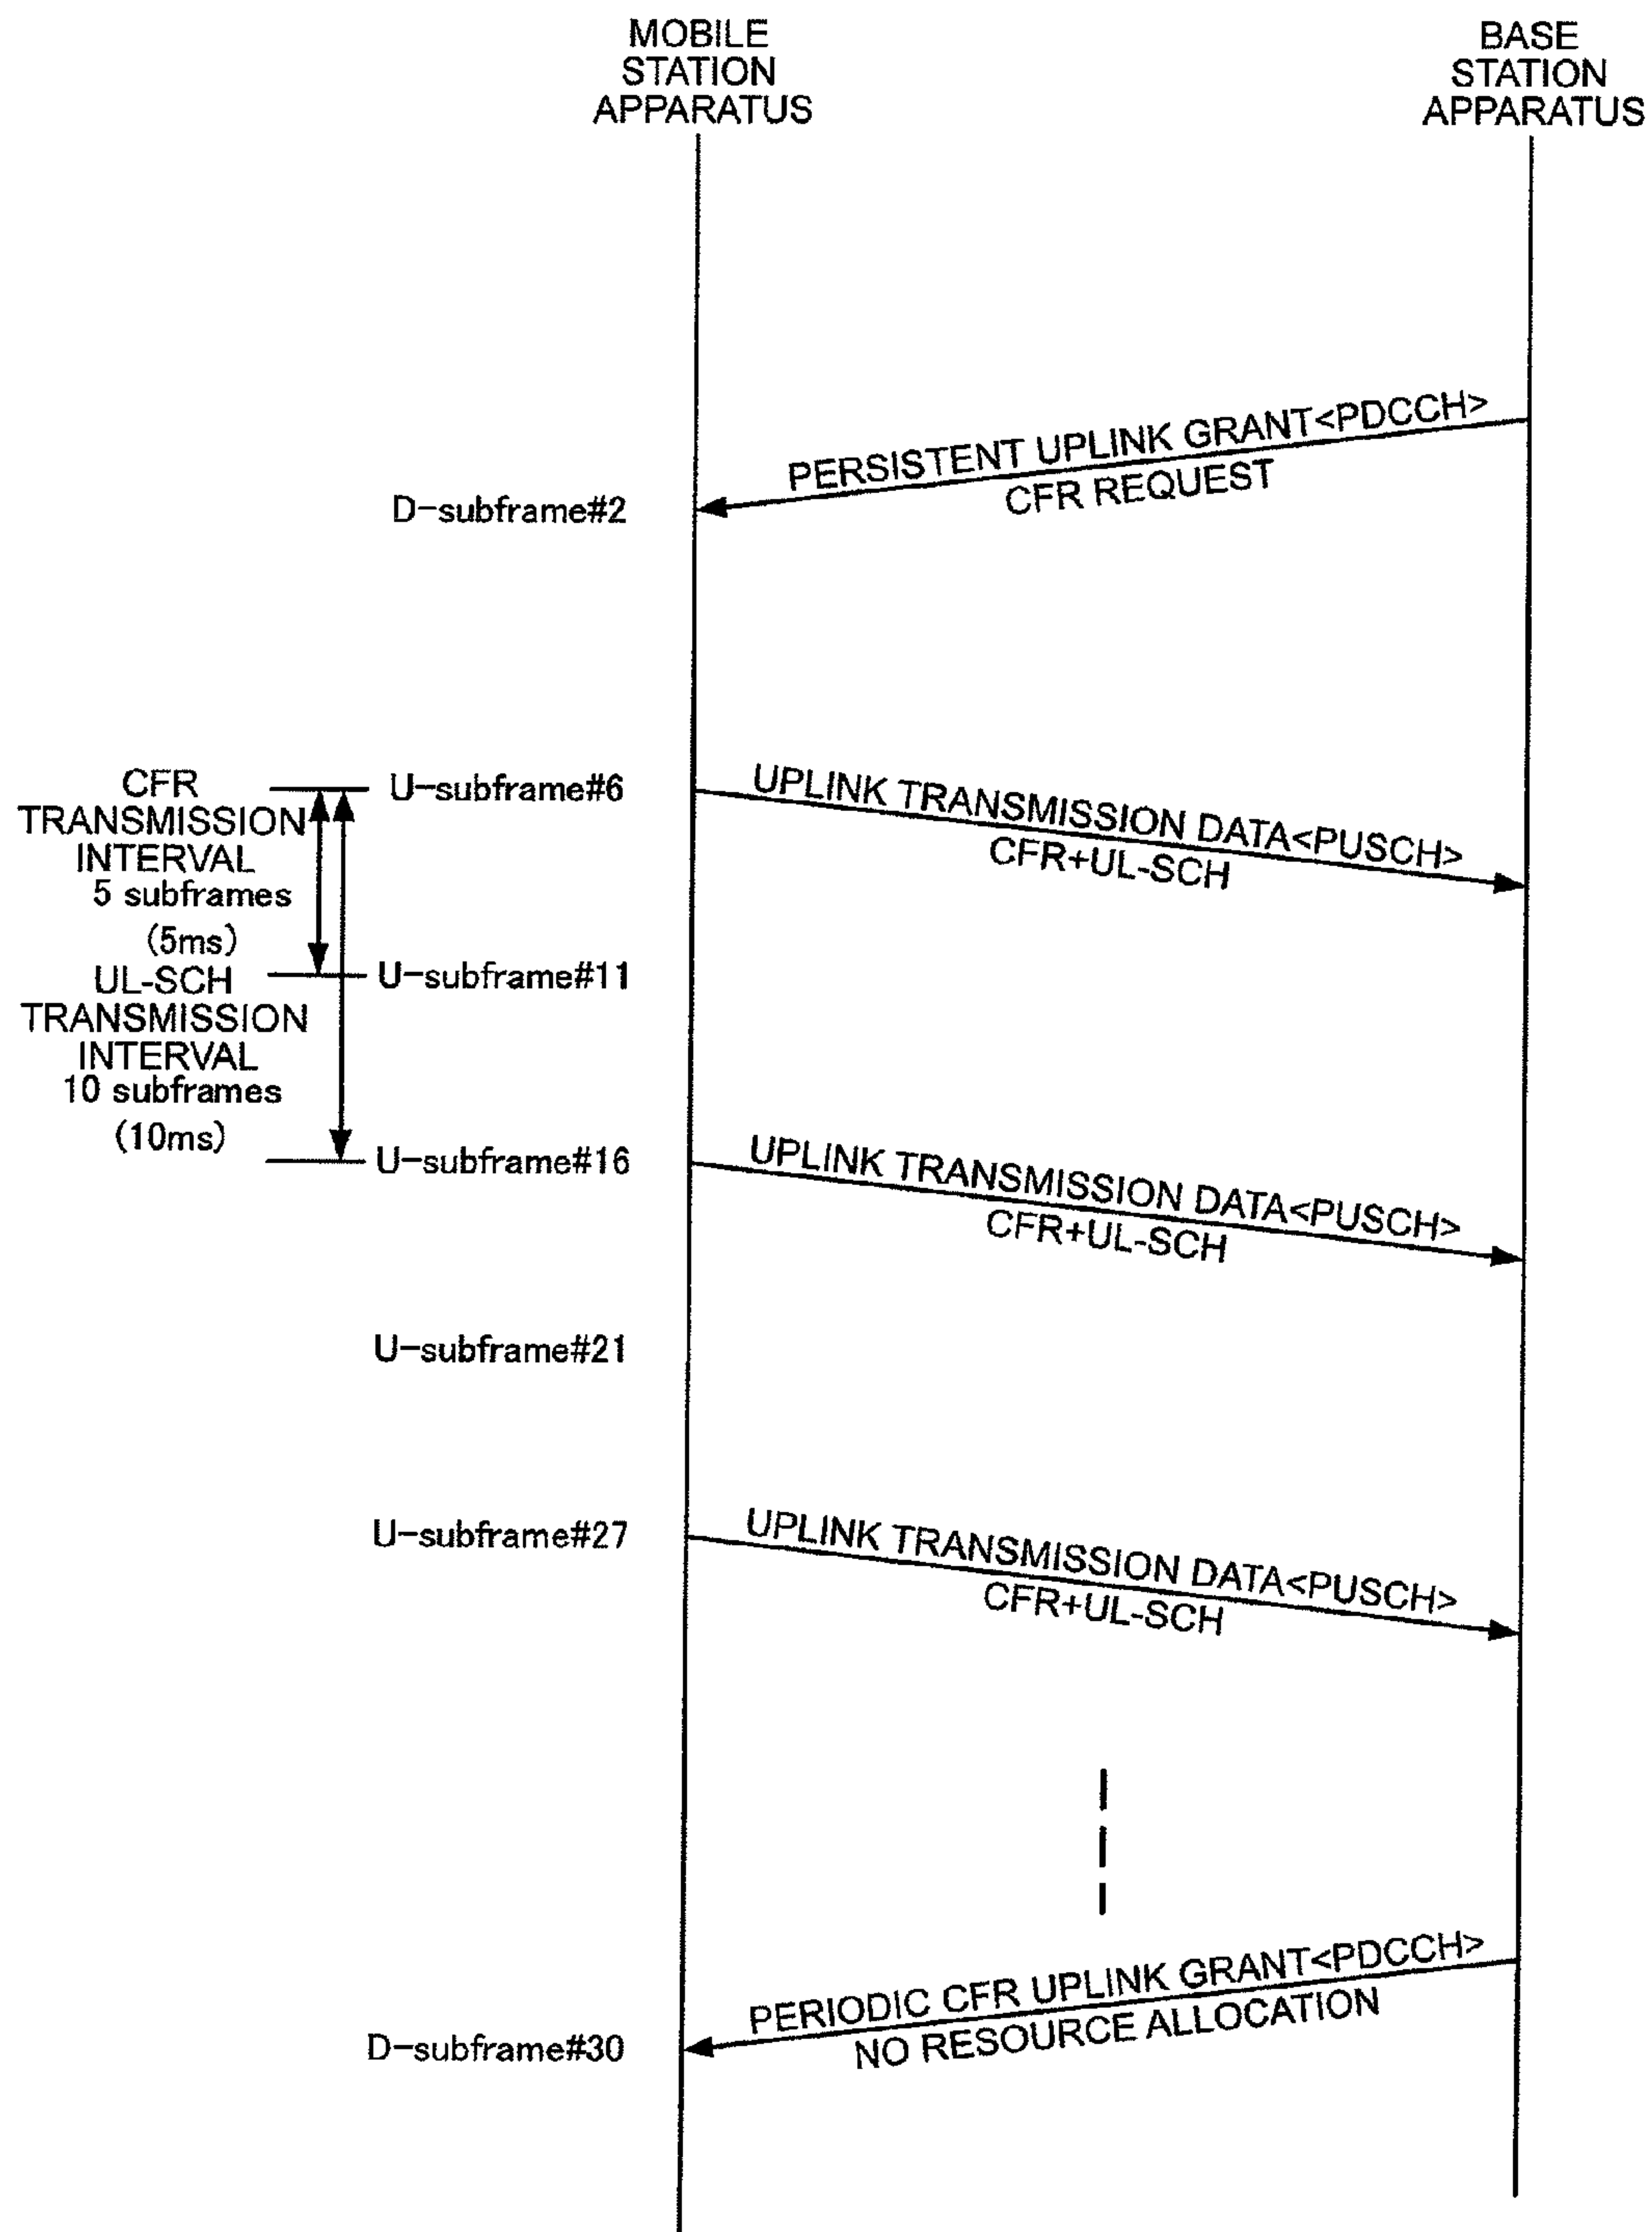 MOBILE
STATION
APPARATUS
BASE
STATION
APPARATUS
PERSISTENT UPLINK GRANT<PDCCH>
CFR REQUEST
D-subframe#2
CFR
TRANSMISSION
INTERVAL
5 subframes
(5ms)
U-subframe#6
UPLINK TRANSMISSION DATA<PUSCH>
CFR+UL-SCH
UL-SCH
TRANSMISSION
INTERVAL
10 subframes
(10ms)
U-subframe#11
U-subframe#16
UPLINK TRANSMISSION DATA<PUSCH>
CFR+UL-SCH
U-subframe#21
U-subframe#27
UPLINK TRANSMISSION DATA<PUSCH>
CFR+UL-SCH
PERIODIC CFR UPLINK GRANT<PDCCH>
NO RESOURCE ALLOCATION
D-subframe#30